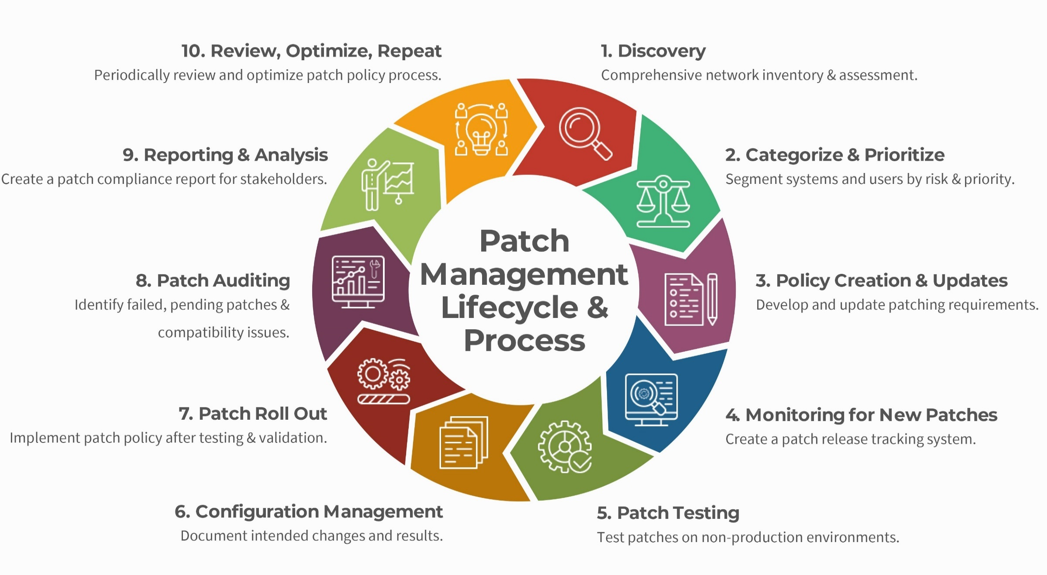 Patch
Management
Lifecycle &
Process
1. Discovery
Comprehensive network inventory & assessment.
2. Categorize & Prioritize
Segment systems and users by risk & priority.
3. Policy Creation & Updates
Develop and update patching requirements.
4. Monitoring for New Patches
Create a patch release tracking system.
5. Patch Testing
Test patches on non-production environments.
6. Configuration Management
Document intended changes and results.
7. Patch Roll Out
Implement patch policy after testing & validation.
8. Patch Auditing
Identify failed, pending patches &
compatibility issues.
9. Reporting & Analysis
Create a patch compliance report for stakeholders.
10. Review, Optimize, Repeat
Periodically review and optimize patch policy process.